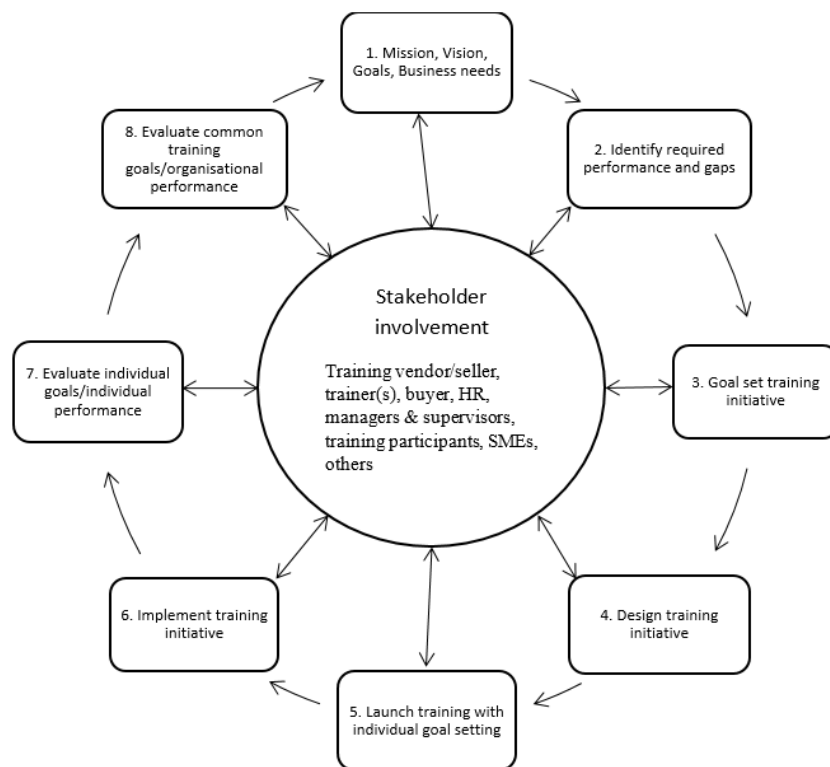 1. Mission, Vision,
Goals, Business needs
2. Identify required
performance and gaps
3. Goal set training
initiative
4. Design training
initiative
5. Launch training with
individual goal setting
6. Implement training
initiative
7. Evaluate individual
goals/individual
performance
8. Evaluate common
training
goals/organisational
performance
Stakeholder
involvement
Training vendor/seller,
trainer(s), buyer, HR,
managers & supervisors,
training participants, SMEs,
others